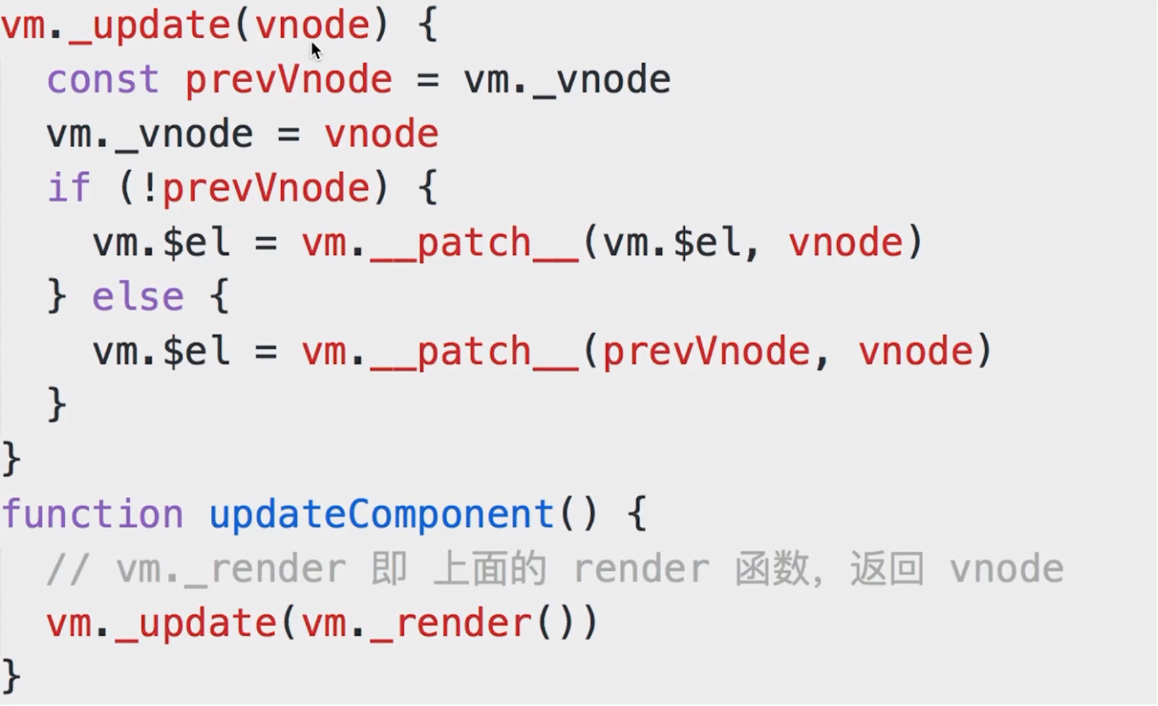 vm._update(vnode) {
  const prevVnode = vm._vnode
  vm._vnode = vnode
  if (!prevVnode) {
    vm.$el = vm.__patch__(vm.$el, vnode)
  } else {
    vm.$el = vm.__patch__(prevVnode, vnode)
  }
}
function updateComponent() {
  // vm._render 即 上面的 render 函数，返回 vnode
  vm._update(vm._render())
}